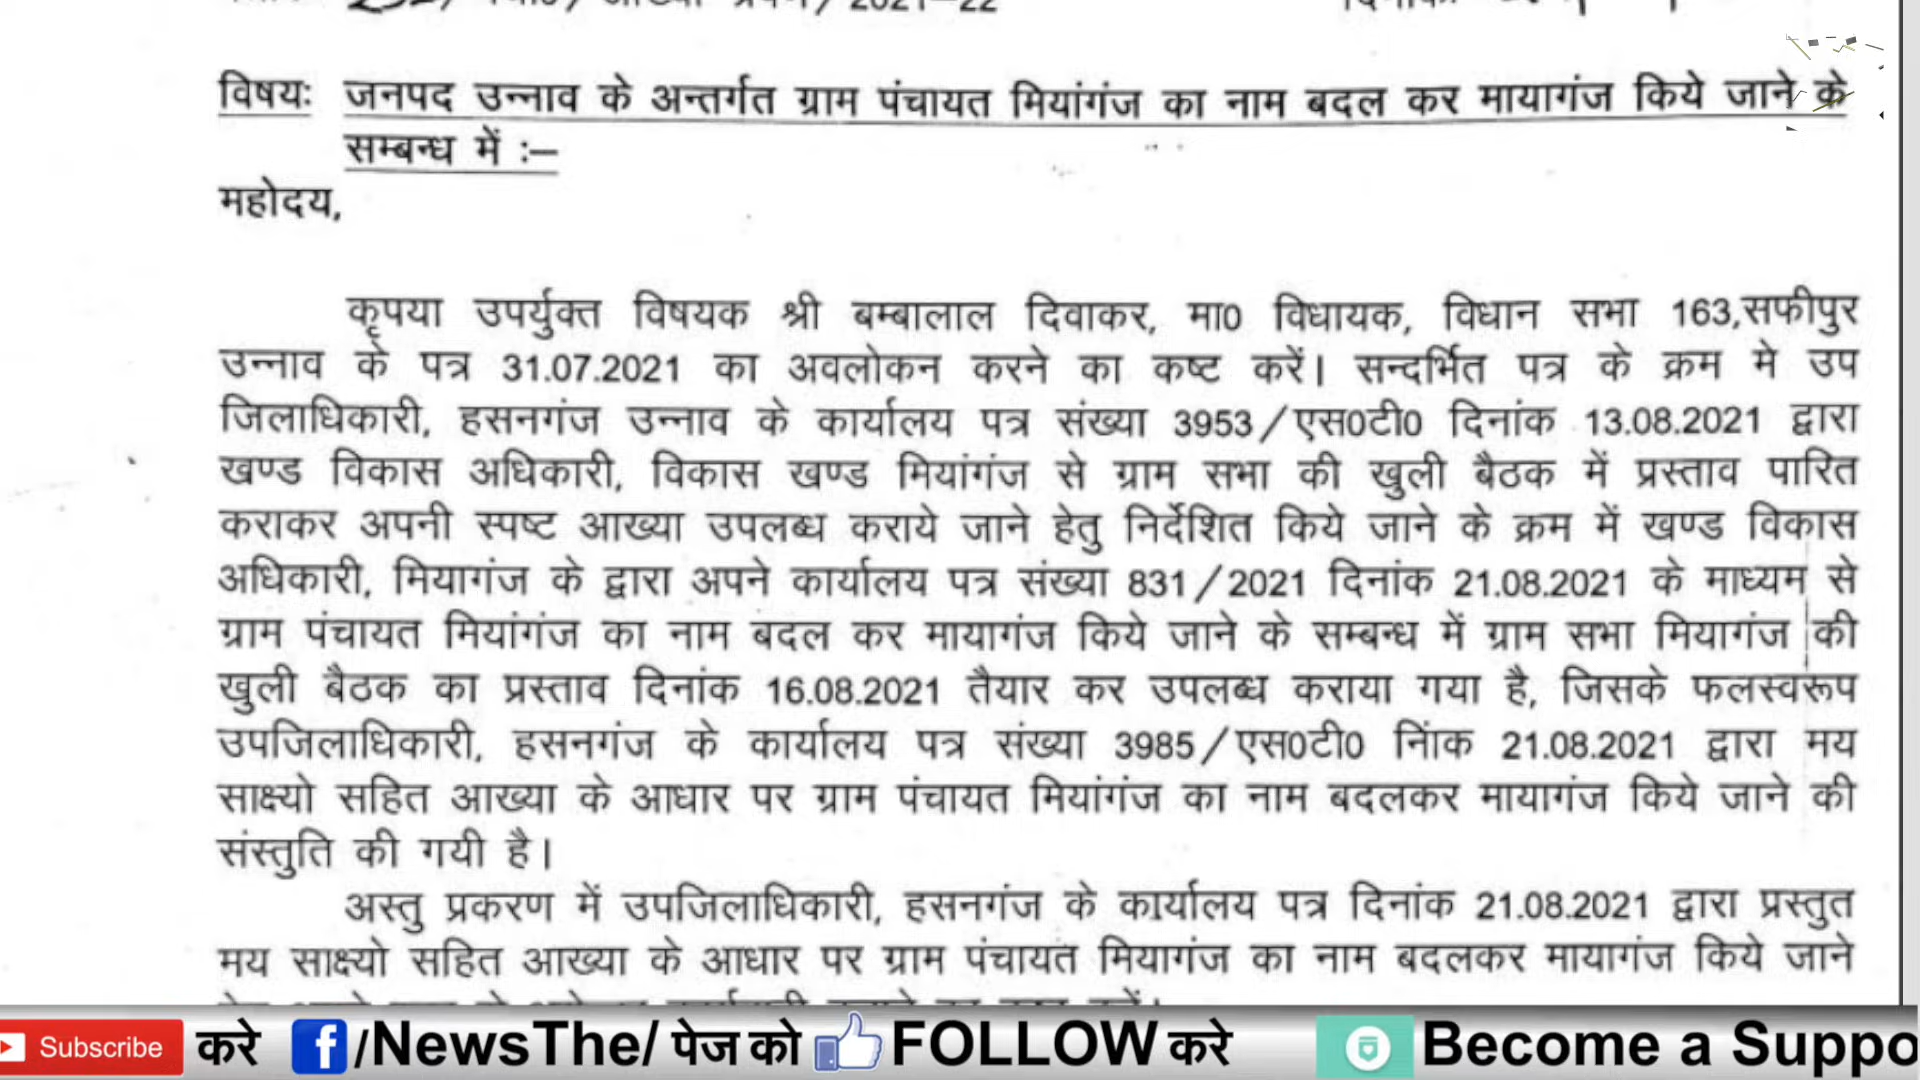 2021-22
विषयः जनपद उन्नाव के अन्तर्गत ग्राम पंचायत मियांगंज का नाम बदल कर मायागंज किये जाने के
सम्बन्ध में :–
महोदय,
कृपया उपर्युक्त विषयक श्री बम्बालाल दिवाकर, मा0 विधायक, विधान सभा 163,सफीपुर
उन्नाव के पत्र 31.07.2021 का अवलोकन करने का कष्ट करें। सन्दर्भित पत्र के क्रम मे उप
जिलाधिकारी, हसनगंज उन्नाव के कार्यालय पत्र संख्या 3953/एस0टी0 दिनांक 13.08.2021 द्वारा
खण्ड विकास अधिकारी, विकास खण्ड मियांगंज से ग्राम सभा की खुली बैठक में प्रस्ताव पारित
कराकर अपनी स्पष्ट आख्या उपलब्ध कराये जाने हेतु निर्देशित किये जाने के क्रम में खण्ड विकास
अधिकारी, मियागंज के द्वारा अपने कार्यालय पत्र संख्या 831/2021 दिनांक 21.08.2021 के माध्यम से
ग्राम पंचायत मियांगंज का नाम बदल कर मायागंज किये जाने के सम्बन्ध में ग्राम सभा मियागंज की
खुली बैठक का प्रस्ताव दिनांक 16.08.2021 तैयार कर उपलब्ध कराया गया है, जिसके फलस्वरूप
उपजिलाधिकारी, हसनगंज के कार्यालय पत्र संख्या 3985/एस0टी0 निांक 21.08.2021 द्वारा मय
साक्ष्यो सहित आख्या के आधार पर ग्राम पंचायत मियांगंज का नाम बदलकर मायागंज किये जाने की
संस्तुति की गयी है।
अस्तु प्रकरण में उपजिलाधिकारी, हसनगंज के कार्यालय पत्र दिनांक 21.08.2021 द्वारा प्रस्तुत
मय साक्ष्यो सहित आख्या के आधार पर ग्राम पंचायत मियागंज का नाम बदलकर मायागंज किये जाने
Subscribe करे f/NewsThe/ पेज को FOLLOW करे Become a Suppo